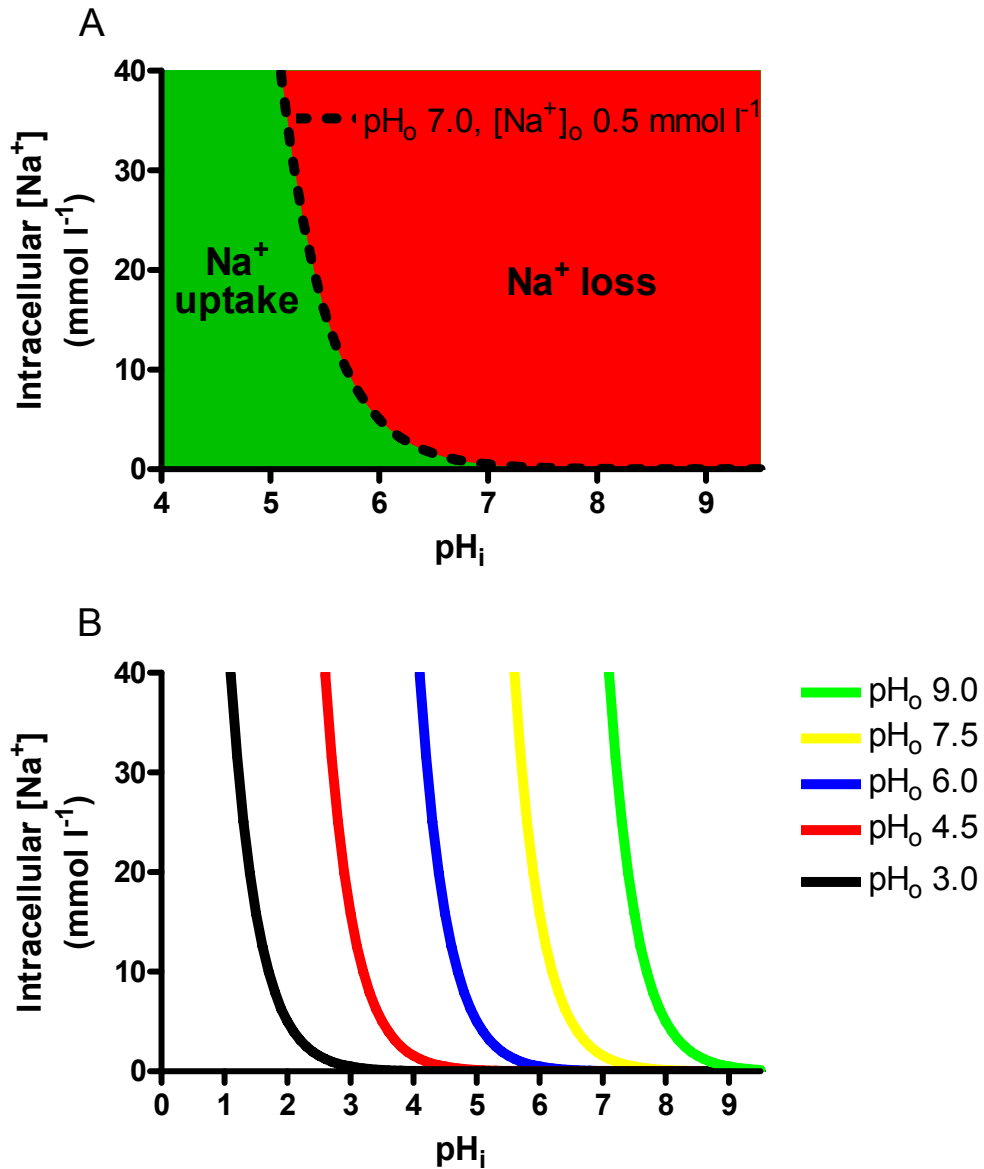 A
40
30
20
10
0
Intracellular [Na⁺]
(mmol l⁻¹)
pHₒ 7.0, [Na⁺]ₒ 0.5 mmol l⁻¹
Na⁺
uptake
Na⁺ loss
4 5 6 7 8 9
pHᵢ
B
40
30
20
10
0
Intracellular [Na⁺]
(mmol l⁻¹)
0 1 2 3 4 5 6 7 8 9
pHᵢ
pHₒ 9.0
pHₒ 7.5
pHₒ 6.0
pHₒ 4.5
pHₒ 3.0